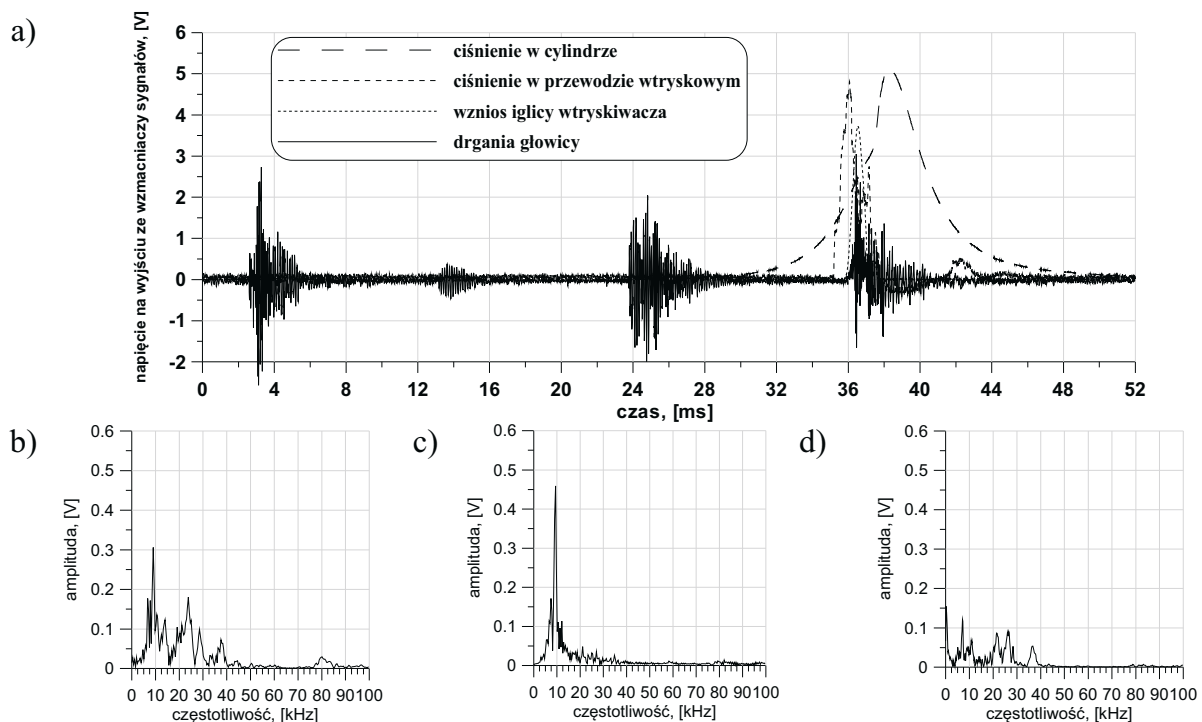 a)
napięcie na wyjściu ze wzmacniaczy sygnałów, [V]
6
5
4
3
2
1
0
-1
-2
ciśnienie w cylindrze
ciśnienie w przewodzie wtryskowym
wznios iglicy wtryskiwacza
drgania głowicy
0 4 8 12 16 20 24 28 32 36 40 44 48 52
czas, [ms]
b)
amplituda, [V]
0.6
0.5
0.4
0.3
0.2
0.1
0
0 10 20 30 40 50 60 70 80 90 100
częstotliwość, [kHz]
c)
amplituda, [V]
0.6
0.5
0.4
0.3
0.2
0.1
0
0 10 20 30 40 50 60 70 80 90 100
częstotliwość, [kHz]
d)
amplituda, [V]
0.6
0.5
0.4
0.3
0.2
0.1
0
0 10 20 30 40 50 60 70 80 90 100
częstotliwość, [kHz]